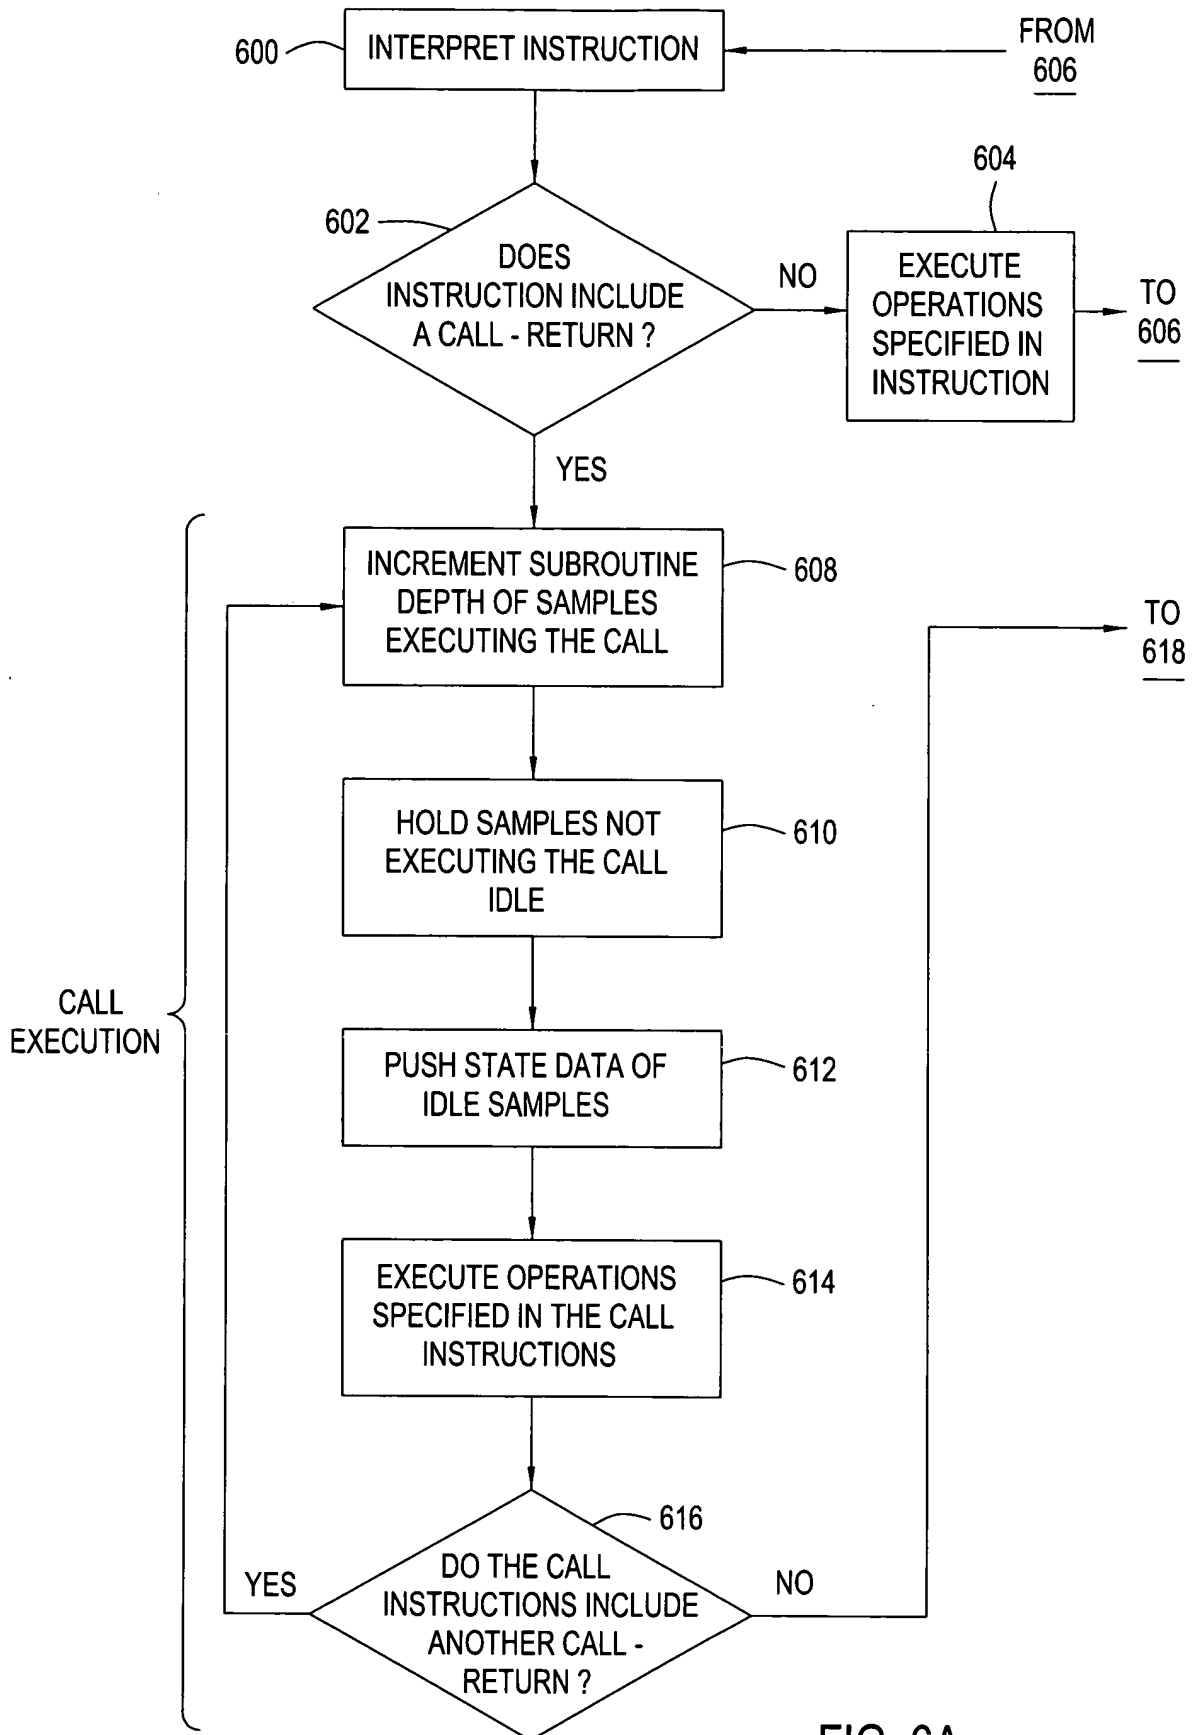 600
INTERPRET INSTRUCTION
FROM
606
602
DOES
INSTRUCTION INCLUDE
A CALL - RETURN ?
NO
604
EXECUTE
OPERATIONS
SPECIFIED IN
INSTRUCTION
TO
606
YES
INCREMENT SUBROUTINE
DEPTH OF SAMPLES
EXECUTING THE CALL
608
TO
618
HOLD SAMPLES NOT
EXECUTING THE CALL
IDLE
610
CALL
EXECUTION
PUSH STATE DATA OF
IDLE SAMPLES
612
EXECUTE OPERATIONS
SPECIFIED IN THE CALL
INSTRUCTIONS
614
616
YES
DO THE CALL
INSTRUCTIONS INCLUDE
ANOTHER CALL -
RETURN ?
NO
FIG. 6A